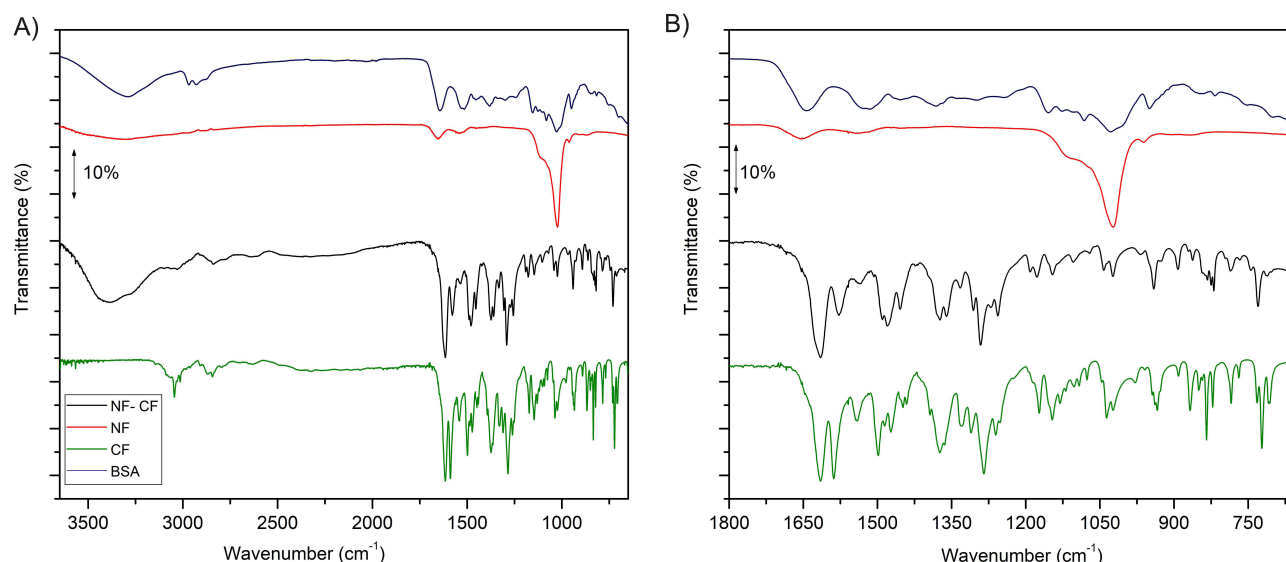 A)
Transmittance (%)
10%
NF- CF
NF
CF
BSA
3500 3000 2500 2000 1500 1000
Wavenumber (cm-1)
B)
Transmittance (%)
10%
1800 1650 1500 1350 1200 1050 900 750
Wavenumber (cm-1)